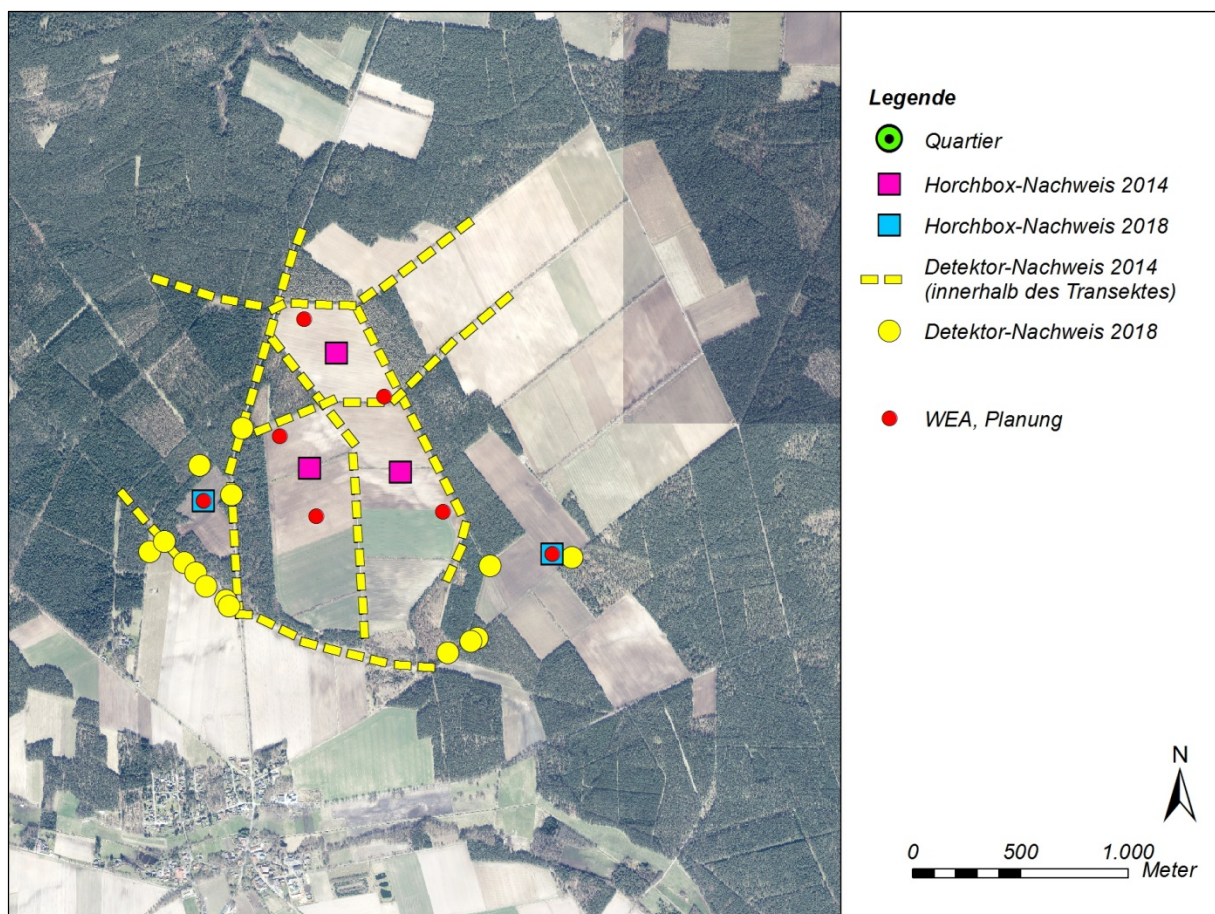 Legende
Quartier
Horchbox-Nachweis 2014
Horchbox-Nachweis 2018
Detektor-Nachweis 2014
(innerhalb des Transektes)
Detektor-Nachweis 2018
WEA, Planung
N
0 500 1.000
Meter